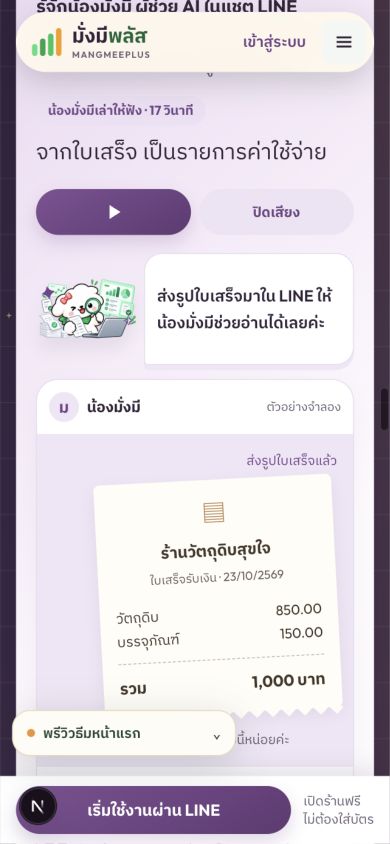 รู้จักน้องมั่งมี ผู้ช่วย AI ในแชต LINE
มั่งมีพลัส
MANGMEEPLUS
เข้าสู่ระบบ
น้องมั่งมีเล่าให้ฟัง · 17 วินาที
จากใบเสร็จ เป็นรายการค่าใช้จ่าย
ปิดเสียง
ส่งรูปใบเสร็จมาใน LINE ให้
น้องมั่งมีช่วยอ่านได้เลยค่ะ
ม น้องมั่งมี ตัวอย่างจำลอง
ส่งรูปใบเสร็จแล้ว
ร้านวัตถุดิบสุขใจ
ใบเสร็จรับเงิน · 23/10/2569
วัตถุดิบ 850.00
บรรจุภัณฑ์ 150.00
รวม 1,000 บาท
พรีวิวธีมหน้าแรก
นี้หน่อยค่ะ
N เริ่มใช้งานผ่าน LINE
เปิดร้านฟรี
ไม่ต้องใส่บัตร